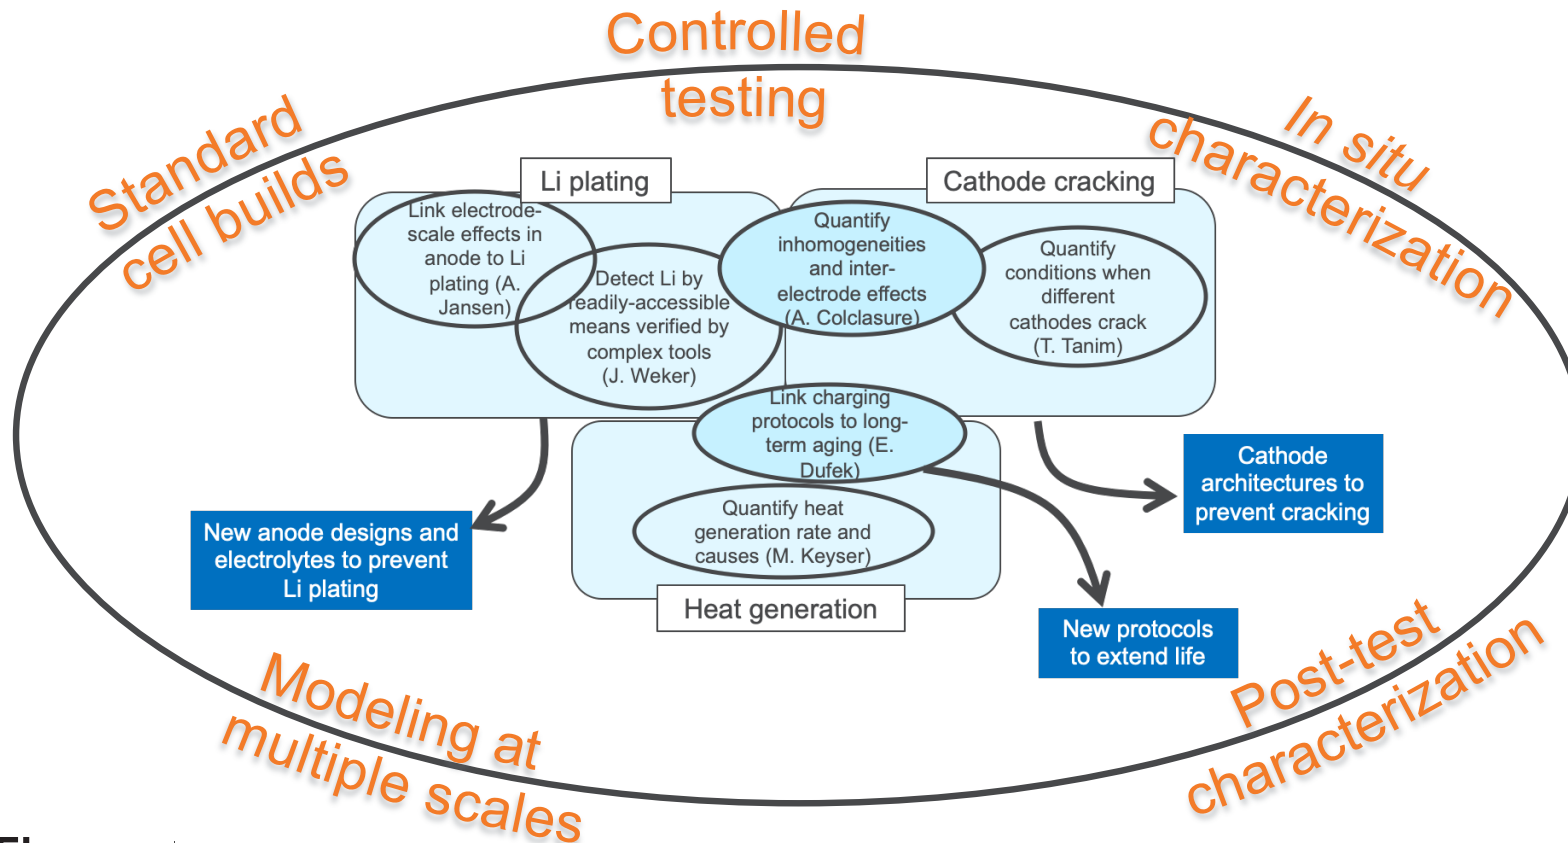 Controlled
testing
Standard
cell builds
In situ
characterization
Li plating
Cathode cracking
Link electrode-
scale effects in
anode to Li
plating (A.
Jansen)
Detect Li by
readily-accessible
means verified by
complex tools
(J. Weker)
Quantify
inhomogeneities
and inter-
electrode effects
(A. Colclasure)
Quantify
conditions when
different
cathodes crack
(T. Tanim)
Link charging
protocols to long-
term aging (E.
Dufek)
Quantify heat
generation rate and
causes (M. Keyser)
Heat generation
New anode designs and
electrolytes to prevent
Li plating
Cathode
architectures to
prevent cracking
New protocols
to extend life
Modeling at
multiple scales
Post-test
characterization